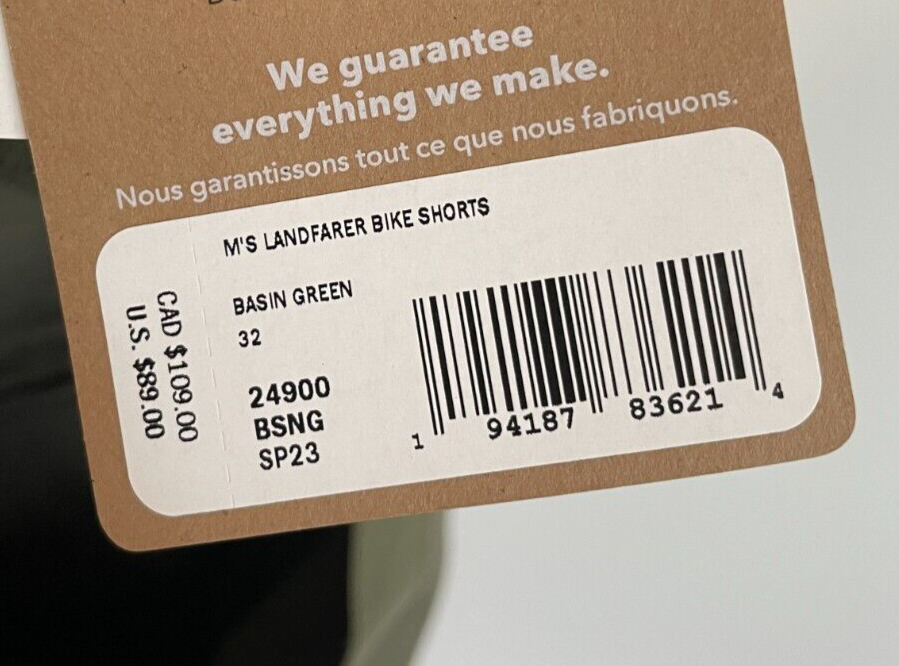 We guarantee
everything we make.
Nous garantissons tout ce que nous fabriquons.
M'S LANDFARER BIKE SHORTS
BASIN GREEN
32
24900
BSNG
SP23
CAD $109.00
U.S. $89.00
1 94187 83621 4